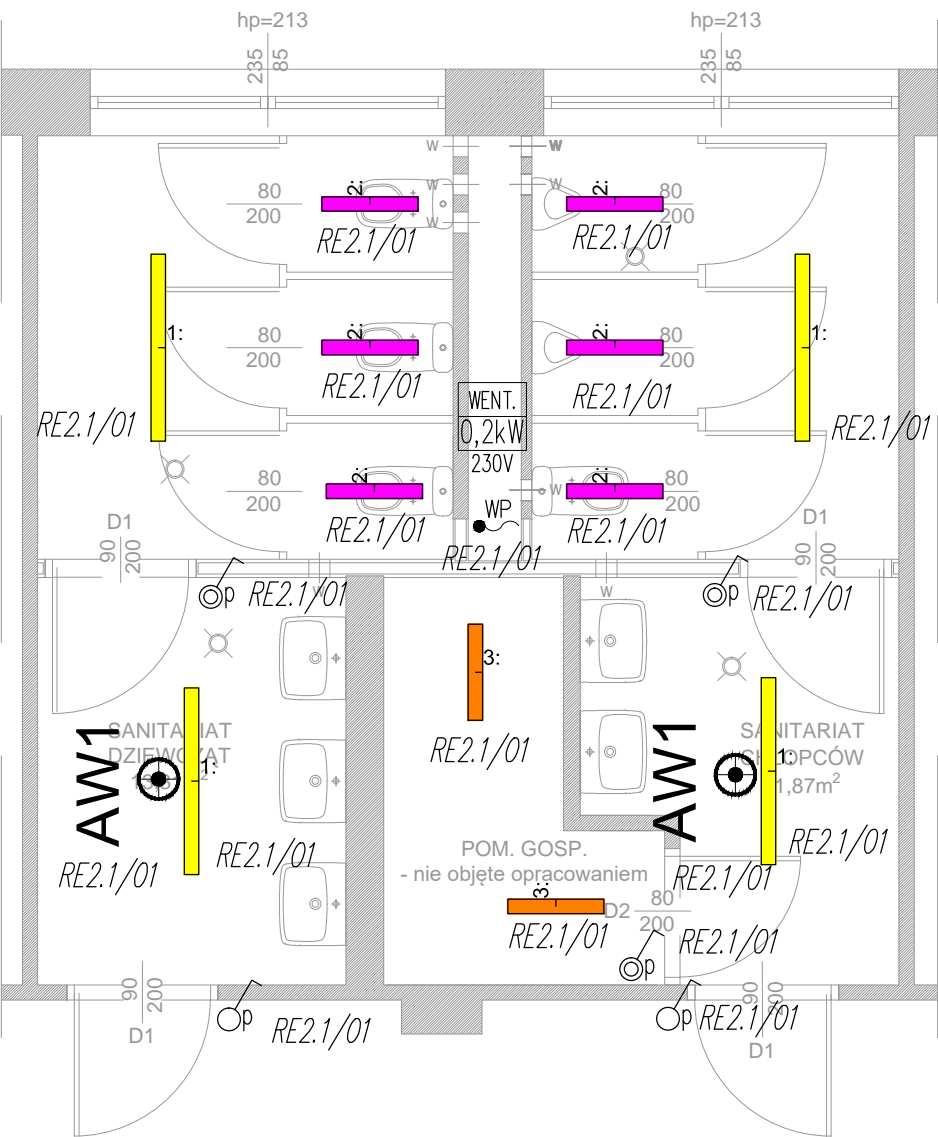 hp=213
hp=213
235
85
235
85
W
W
W
W
W
W
80
200
2:
RE2.1/01
2:
80
200
RE2.1/01
1:
RE2.1/01
80
200
2:
RE2.1/01
2:
80
200
RE2.1/01
1:
RE2.1/01
WENT.
0,2kW
230V
80
200
2:
RE2.1/01
2:
80
200
RE2.1/01
WP
RE2.1/01
D1
90
200
D1
90
200
p
RE2.1/01
W
W
p
RE2.1/01
3:
RE2.1/01
SANITARIAT
1:
AW1
RE2.1/01
RE2.1/01
SANITARIAT
1:
AW1
RE2.1/01
RE2.1/01
POM. GOSP.
- nie objęte opracowaniem
3:
RE2.1/01
D2
80
200
RE2.1/01
p
90
200
D1
p
RE2.1/01
p
RE2.1/01
90
200
D1